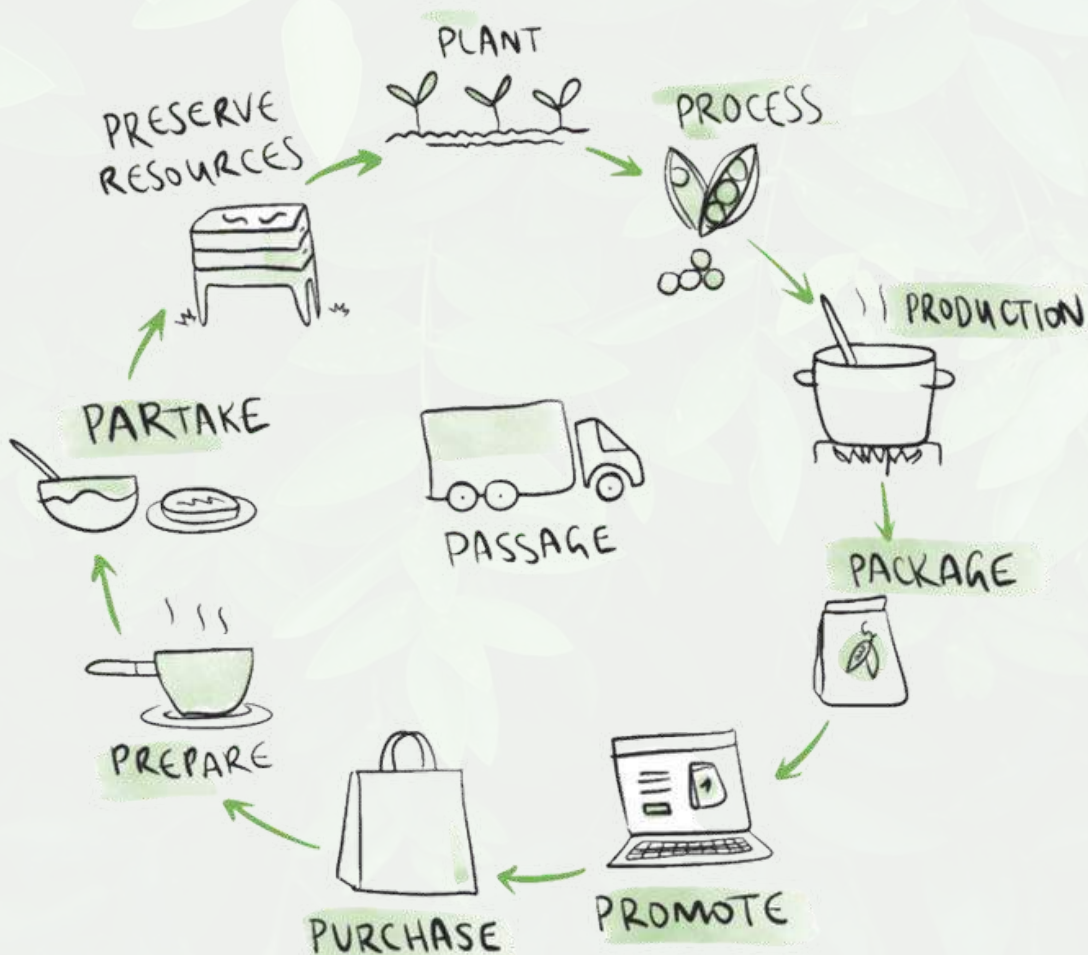 PLANT
PROCESS
PRODUCTION
PACKAGE
PROMOTE
PURCHASE
PREPARE
PARTAKE
PRESERVE
RESOURCES
PASSAGE